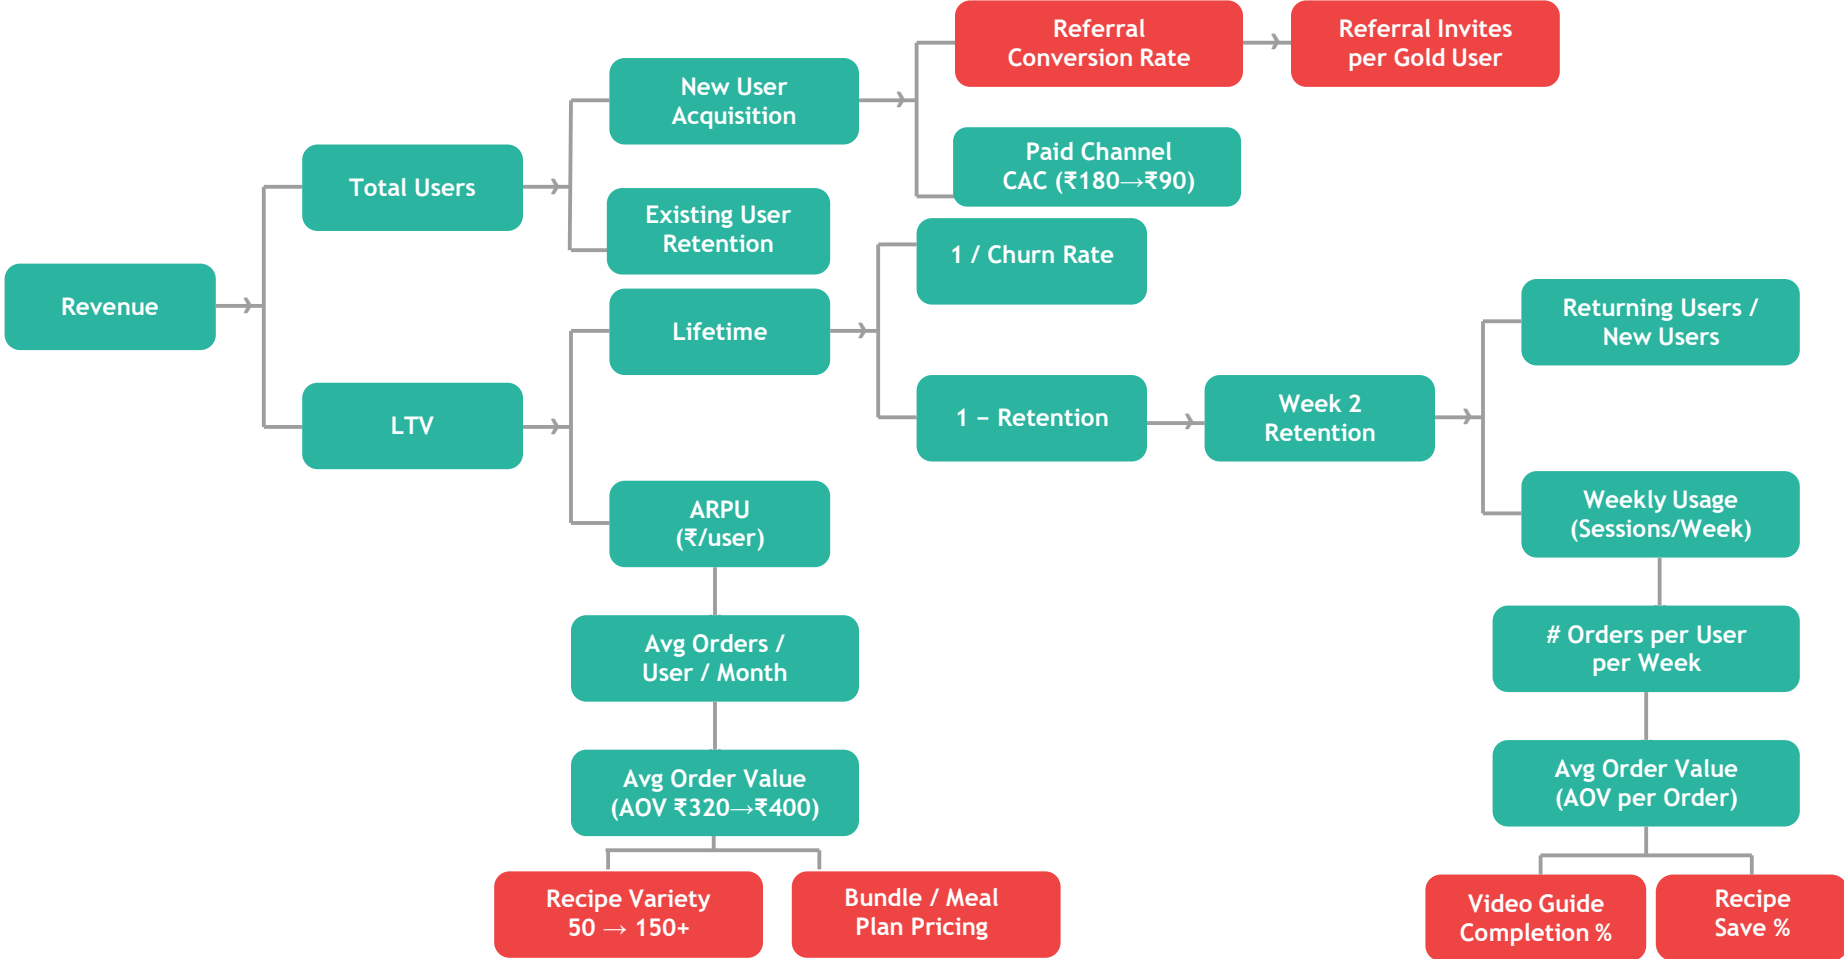 Referral
Conversion Rate
Referral Invites
per Gold User
New User
Acquisition
Paid Channel
CAC (₹180→₹90)
Total Users
Existing User
Retention
1 / Churn Rate
Revenue
Lifetime
Returning Users /
New Users
LTV
1 – Retention
Week 2
Retention
ARPU
(₹/user)
Weekly Usage
(Sessions/Week)
Avg Orders /
User / Month
# Orders per User
per Week
Avg Order Value
(AOV ₹320→₹400)
Avg Order Value
(AOV per Order)
Recipe Variety
50 → 150+
Bundle / Meal
Plan Pricing
Video Guide
Completion %
Recipe
Save %